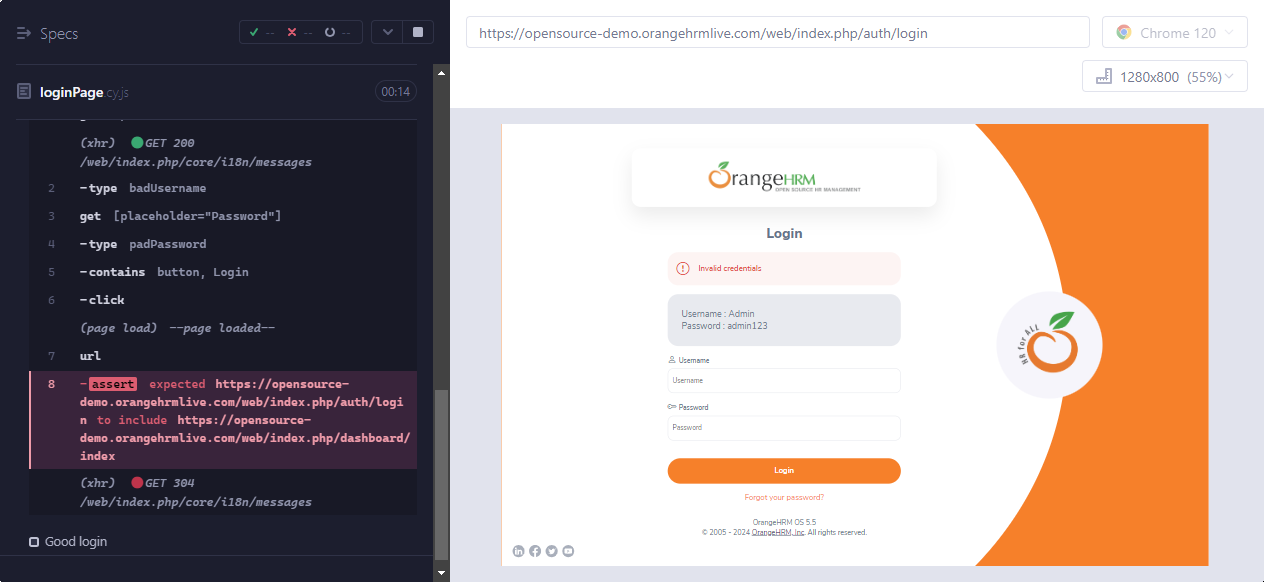 Specs
-- -- --
loginPage.cy.js 00:14
(xhr) GET 200
/web/index.php/core/i18n/messages
2 -type badUsername
3 get [placeholder="Password"]
4 -type padPassword
5 -contains button, Login
6 -click
(page load) --page loaded--
7 url
8 -assert expected https://opensource-
demo.orangehrmlive.com/web/index.php/auth/logi
n to include https://opensource-
demo.orangehrmlive.com/web/index.php/dashboard/
index
(xhr) GET 304
/web/index.php/core/i18n/messages
Good login
https://opensource-demo.orangehrmlive.com/web/index.php/auth/login
Chrome 120
1280x800 (55%)
OrangeHRM
OPEN SOURCE HR MANAGEMENT
Login
Invalid credentials
Username : Admin
Password : admin123
Username
Username
Password
Password
Login
Forgot your password?
OrangeHRM OS 5.5
© 2005 - 2024 OrangeHRM, Inc. All rights reserved.
HR for ALL